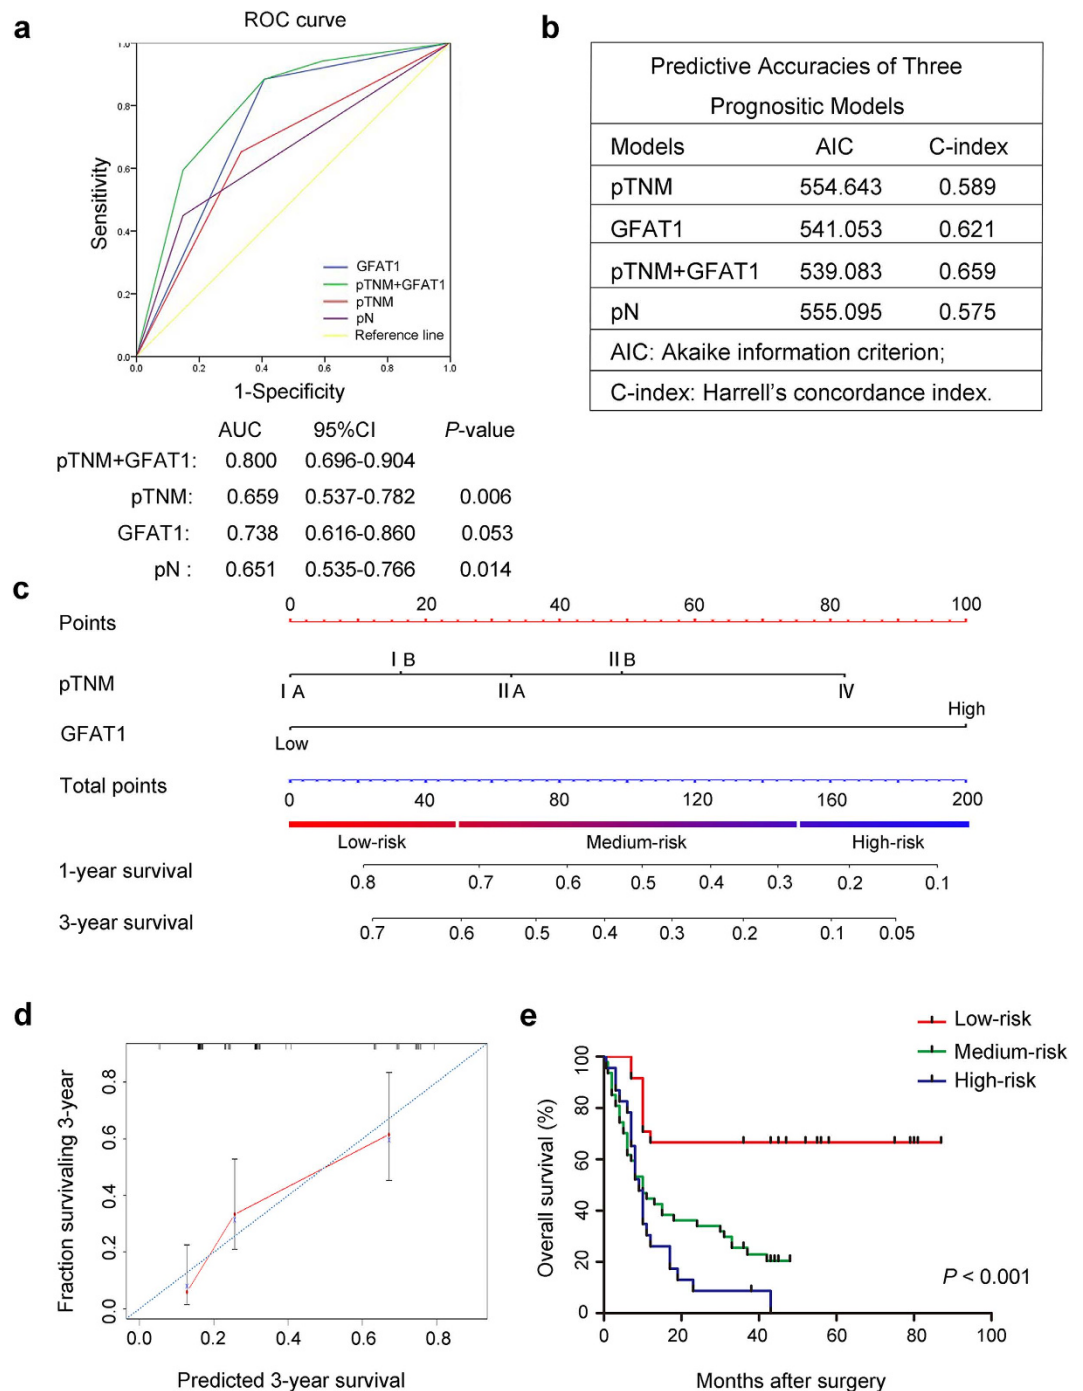 a
ROC curve
1.0
0.8
0.6
0.4
0.2
0.0
Sensitivity
GFAT1
pTNM+GFAT1
pTNM
pN
Reference line
0.0 0.2 0.4 0.6 0.8 1.0
1-Specificity
AUC 95%CI P-value
pTNM+GFAT1: 0.800 0.696-0.904
pTNM: 0.659 0.537-0.782 0.006
GFAT1: 0.738 0.616-0.860 0.053
pN : 0.651 0.535-0.766 0.014
b
Predictive Accuracies of Three
Prognositic Models
Models AIC C-index
pTNM 554.643 0.589
GFAT1 541.053 0.621
pTNM+GFAT1 539.083 0.659
pN 555.095 0.575
AIC: Akaike information criterion;
C-index: Harrell's concordance index.
c
Points
0 20 40 60 80 100
pTNM
I B II B
I A II A IV
GFAT1
High
Low
Total points
0 40 80 120 160 200
Low-risk Medium-risk High-risk
1-year survival
0.8 0.7 0.6 0.5 0.4 0.3 0.2 0.1
3-year survival
0.7 0.6 0.5 0.4 0.3 0.2 0.1 0.05
d
Fraction survivaling 3-year
0.8
0.6
0.4
0.2
0.0
0.0 0.2 0.4 0.6 0.8
Predicted 3-year survival
e
Low-risk
Medium-risk
High-risk
Overall survival (%)
100
80
60
40
20
0
P < 0.001
0 20 40 60 80 100
Months after surgery